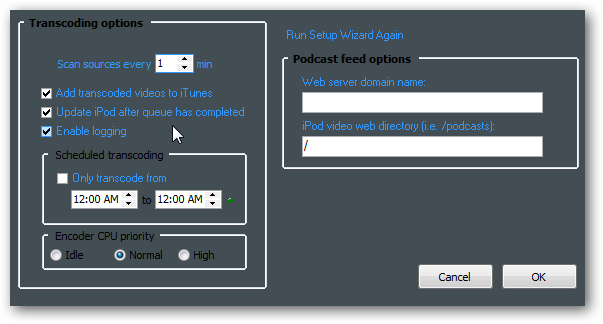 Transcoding options
Scan sources every 1 min
Add transcoded videos to iTunes
Update iPod after queue has completed
Enable logging
Scheduled transcoding
Only transcode from
12:00 AM to 12:00 AM
Encoder CPU priority
Idle Normal High
Run Setup Wizard Again
Podcast feed options
Web server domain name:
iPod video web directory (i.e. /podcasts):
/
Cancel OK